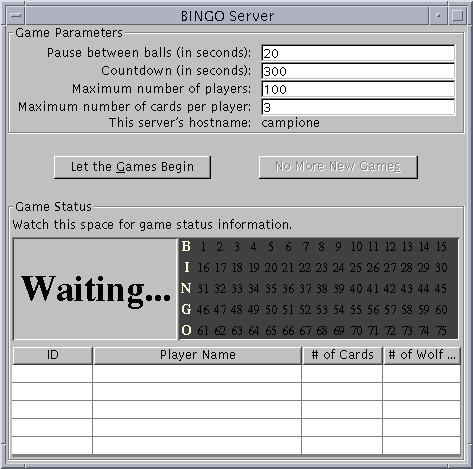 BINGO Server
Game Parameters
Pause between balls (in seconds): 20
Countdown (in seconds): 300
Maximum number of players: 100
Maximum number of cards per player: 3
This server's hostname: campione
Let the Games Begin No More New Games
Game Status
Watch this space for game status information.
Waiting...
B 1 2 3 4 5 6 7 8 9 10 11 12 13 14 15
I 16 17 18 19 20 21 22 23 24 25 26 27 28 29 30
N 31 32 33 34 35 36 37 38 39 40 41 42 43 44 45
G 46 47 48 49 50 51 52 53 54 55 56 57 58 59 60
O 61 62 63 64 65 66 67 68 69 70 71 72 73 74 75
ID Player Name # of Cards # of Wolf ...